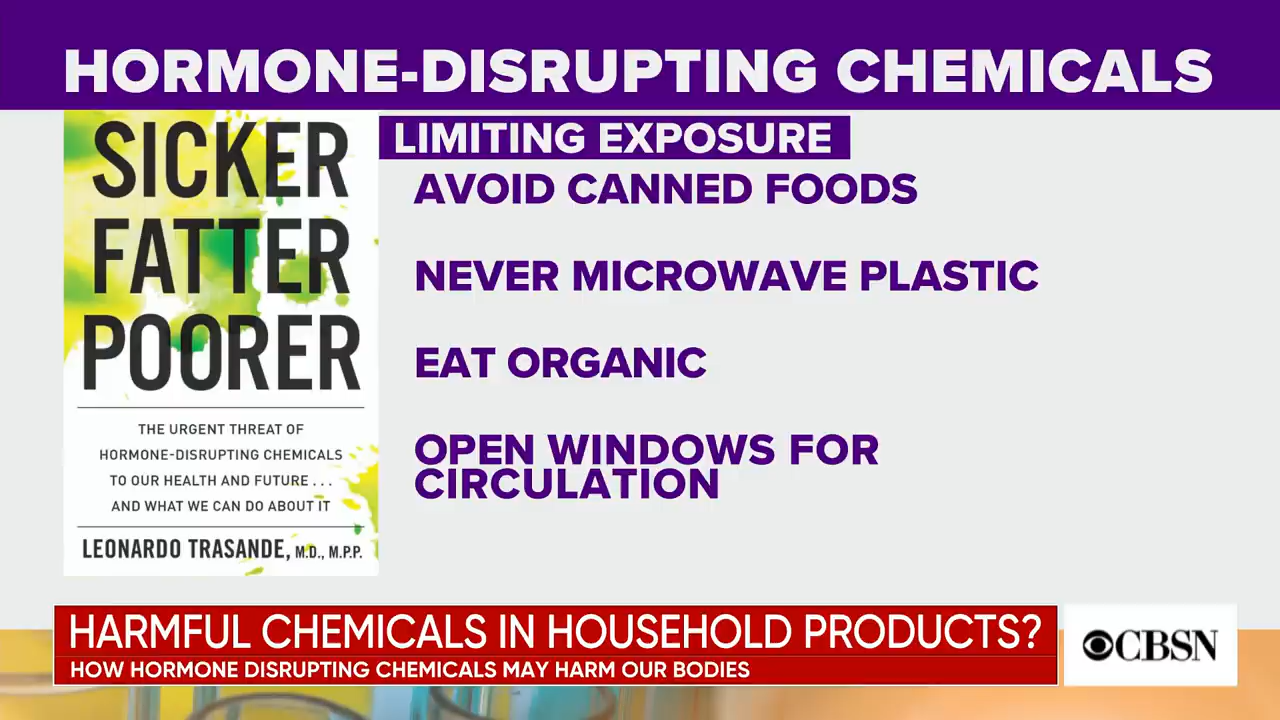 HORMONE-DISRUPTING CHEMICALS
SICKER
FATTER
POORER
THE URGENT THREAT OF
HORMONE-DISRUPTING CHEMICALS
TO OUR HEALTH AND FUTURE . . .
AND WHAT WE CAN DO ABOUT IT
LEONARDO TRASANDE, M.D., M.P.P.
LIMITING EXPOSURE
AVOID CANNED FOODS
NEVER MICROWAVE PLASTIC
EAT ORGANIC
OPEN WINDOWS FOR
CIRCULATION
HARMFUL CHEMICALS IN HOUSEHOLD PRODUCTS?
HOW HORMONE DISRUPTING CHEMICALS MAY HARM OUR BODIES
CBSN